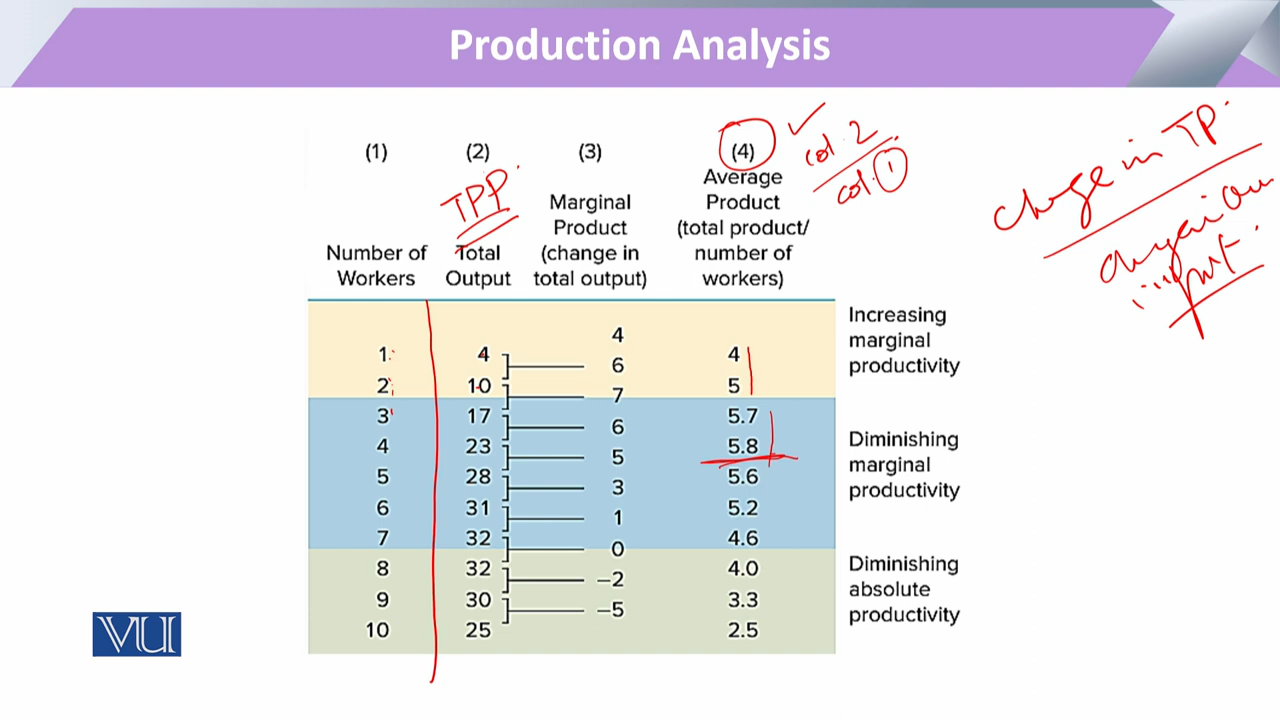 Production Analysis
(1) (2) (3) (4)
col. 2
col. 1
TPP
Change in TP.
input.
Number of Workers
Total Output
Marginal Product (change in total output)
Average Product (total product/ number of workers)
4
1 4 4
6
2 10 5
7
3 17 5.7
6
4 23 5.8
5
5 28 5.6
3
6 31 5.2
1
7 32 4.6
0
8 32 4.0
–2
9 30 3.3
–5
10 25 2.5
Increasing
marginal
productivity
Diminishing
marginal
productivity
Diminishing
absolute
productivity
VU